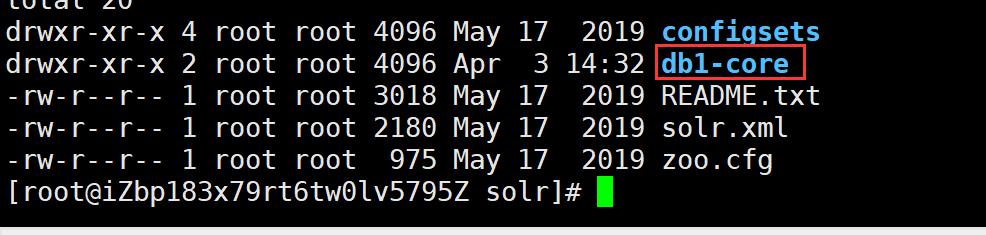 total 20
drwxr-xr-x 4 root root 4096 May 17  2019 configsets
drwxr-xr-x 2 root root 4096 Apr  3 14:32 db1-core
-rw-r--r-- 1 root root 3018 May 17  2019 README.txt
-rw-r--r-- 1 root root 2180 May 17  2019 solr.xml
-rw-r--r-- 1 root root  975 May 17  2019 zoo.cfg
[root@iZbp183x79rt6tw0lv5795Z solr]#